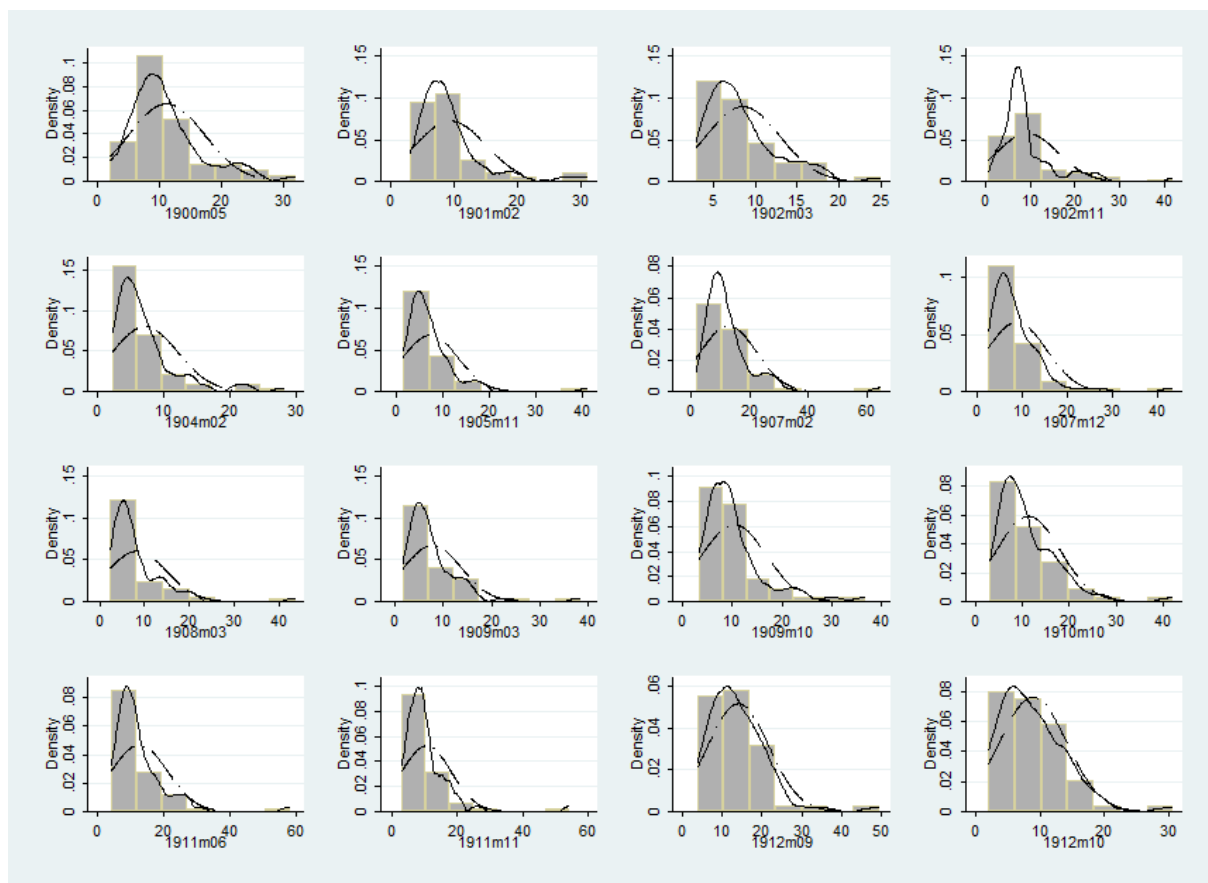 Density
0 .02 .04 .06 .08 .1
0 10 20 30
1900m05
Density
0 .05 .1 .15
0 10 20 30
1901m02
Density
0 .05 .1 .15
5 10 15 20 25
1902m03
Density
0 .05 .1 .15
0 10 20 30 40
1902m11
Density
0 .05 .1 .15
0 10 20 30
1904m02
Density
0 .05 .1 .15
0 10 20 30 40
1905m11
Density
0 .02 .04 .06 .08
0 20 40 60
1907m02
Density
0 .05 .1
0 10 20 30 40
1907m12
Density
0 .05 .1 .15
0 10 20 30 40
1908m03
Density
0 .05 .1 .15
0 10 20 30 40
1909m03
Density
0 .02 .04 .06 .08 .1
0 10 20 30 40
1909m10
Density
0 .02 .04 .06 .08
0 10 20 30 40
1910m10
Density
0 .02 .04 .06 .08
0 20 40 60
1911m06
Density
0 .02 .04 .06 .08 .1
0 20 40 60
1911m11
Density
0 .02 .04 .06
0 10 20 30 40 50
1912m09
Density
0 .02 .04 .06 .08
0 10 20 30
1912m10